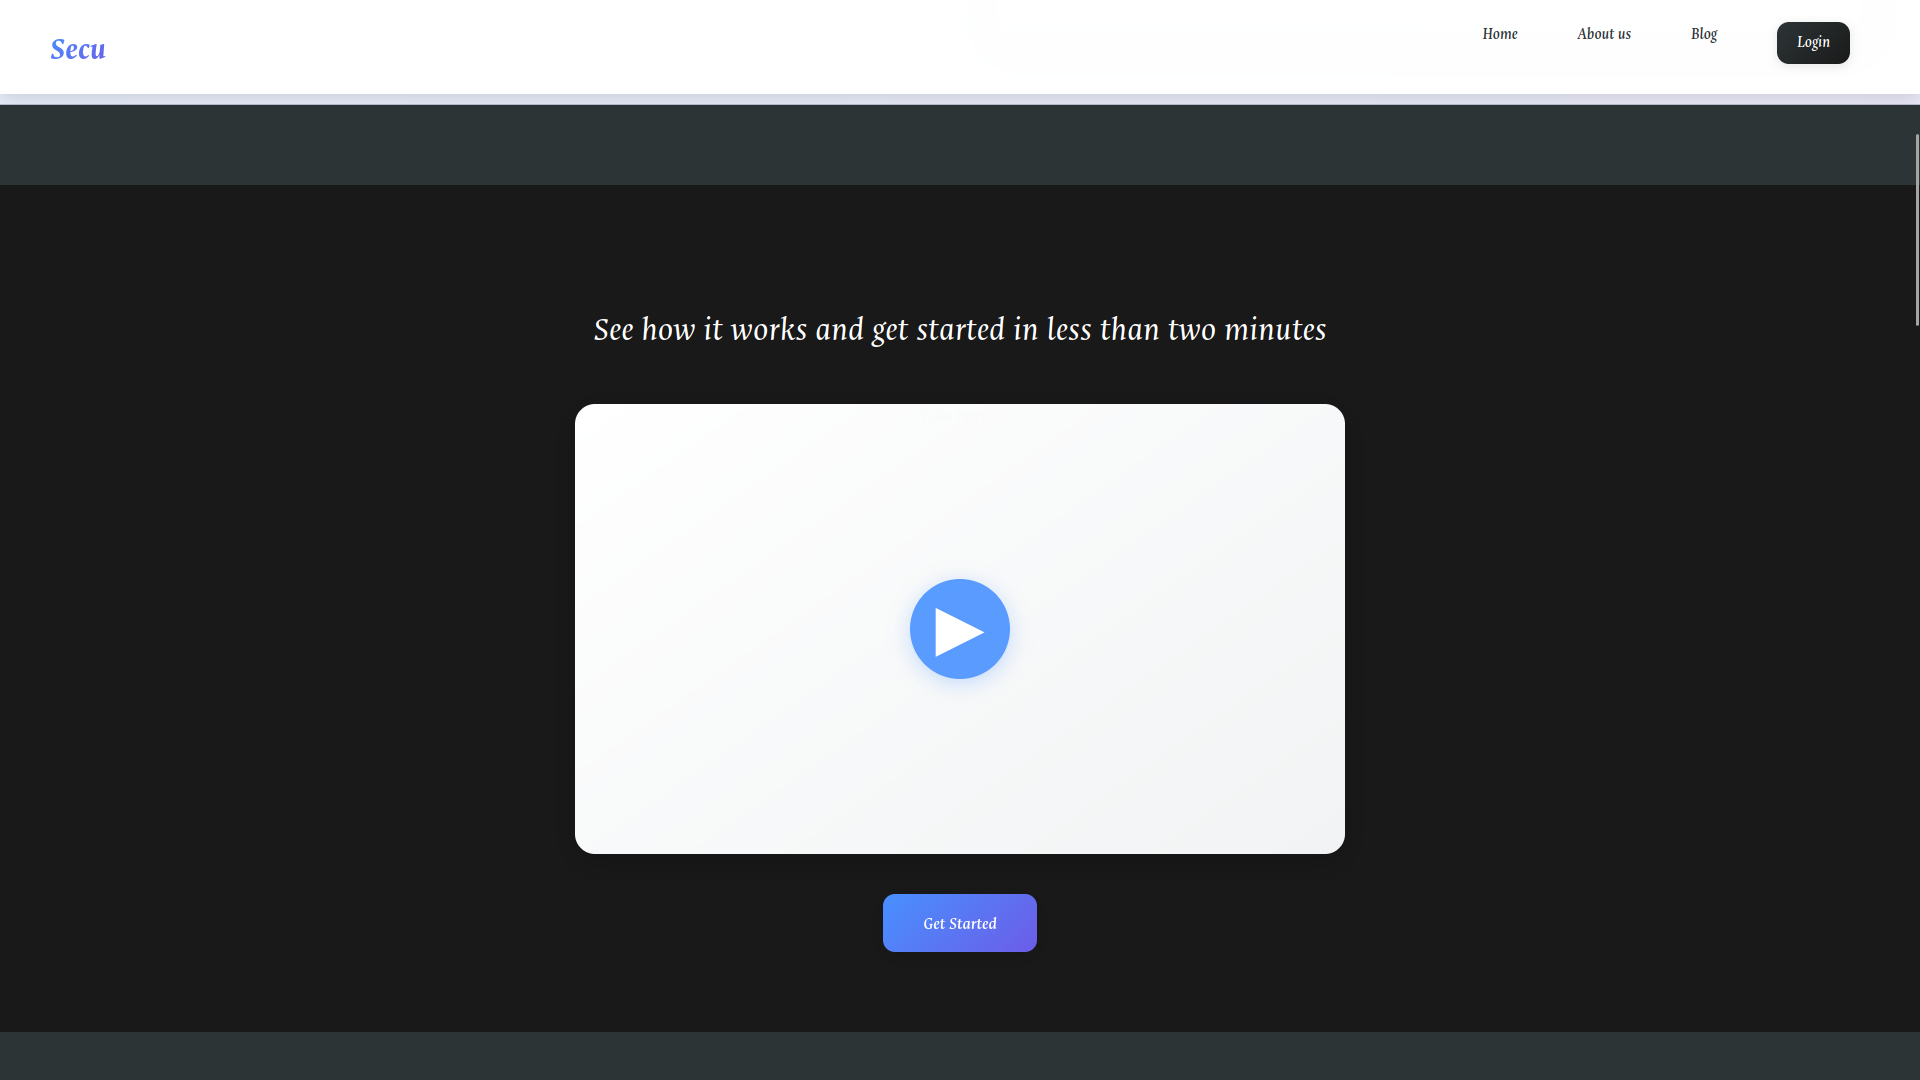 Secu
Home
About us
Blog
Login
See how it works and get started in less than two minutes
Get Started